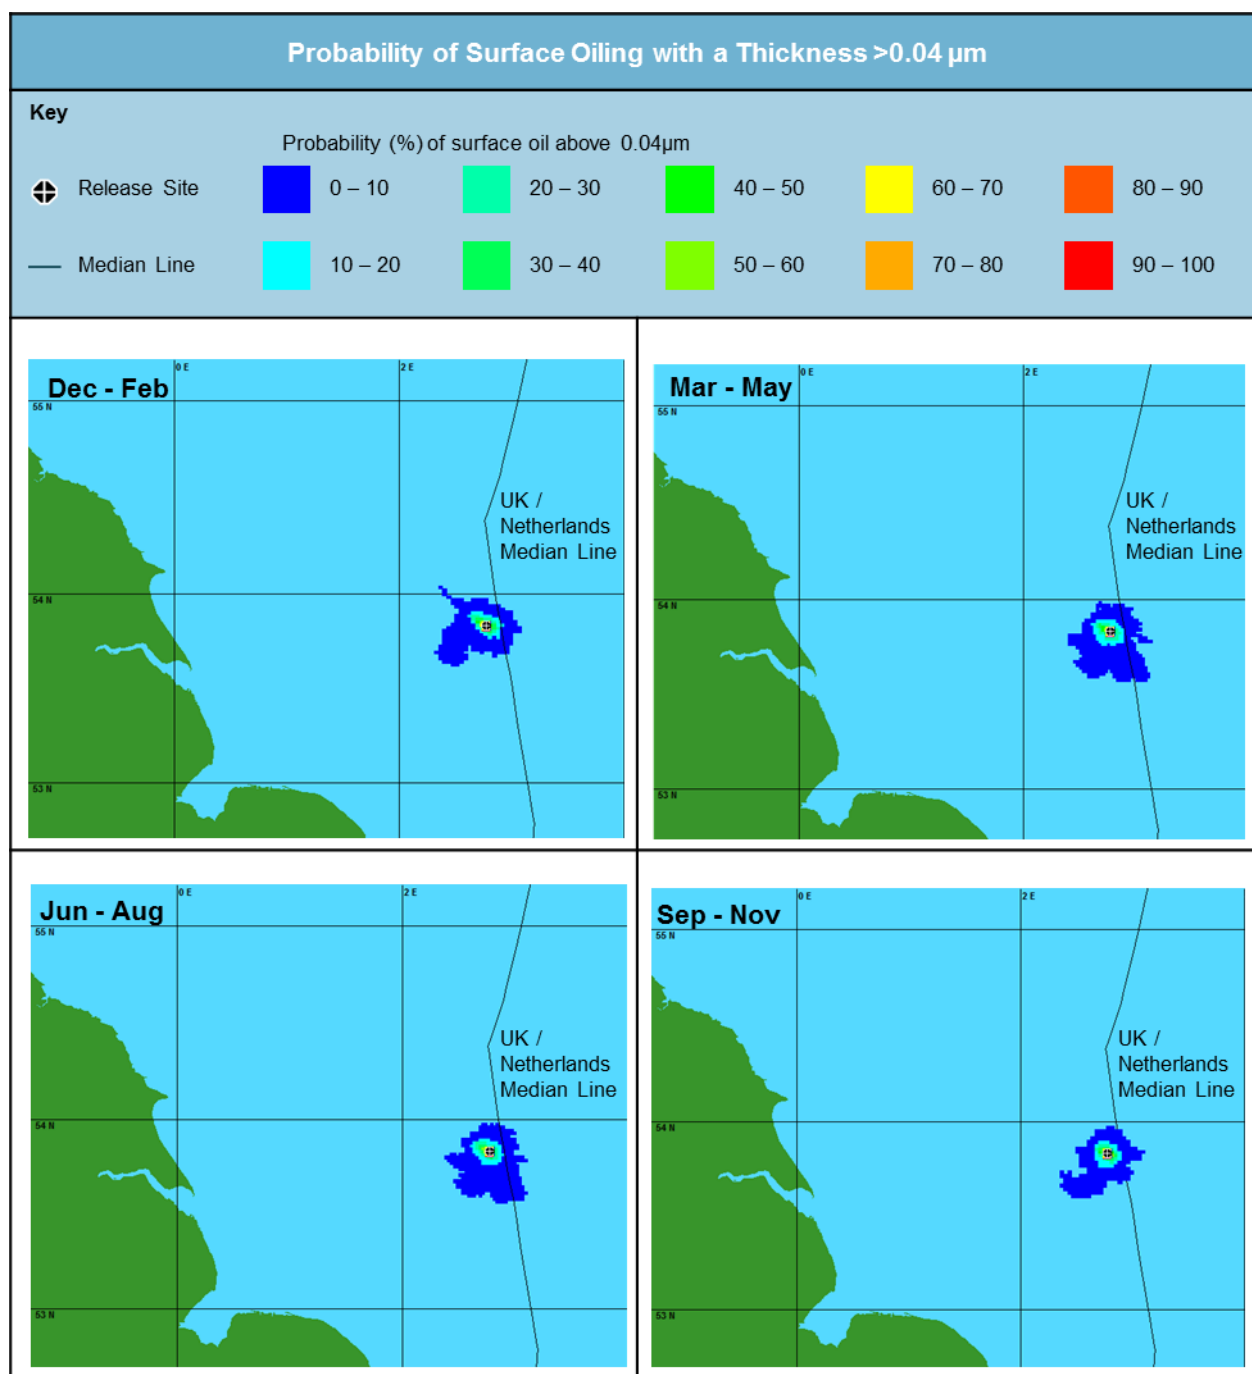 Probability of Surface Oiling with a Thickness >0.04 µm
Key
Probability (%) of surface oil above 0.04µm
Release Site
0 – 10
20 – 30
40 – 50
60 – 70
80 – 90
Median Line
10 – 20
30 – 40
50 – 60
70 – 80
90 – 100
Dec - Feb
0 E
2 E
55 N
UK /
Netherlands
Median Line
54 N
53 N
Mar - May
0 E
2 E
55 N
UK /
Netherlands
Median Line
54 N
53 N
Jun - Aug
0 E
2 E
55 N
UK /
Netherlands
Median Line
54 N
53 N
Sep - Nov
0 E
2 E
55 N
UK /
Netherlands
Median Line
54 N
53 N